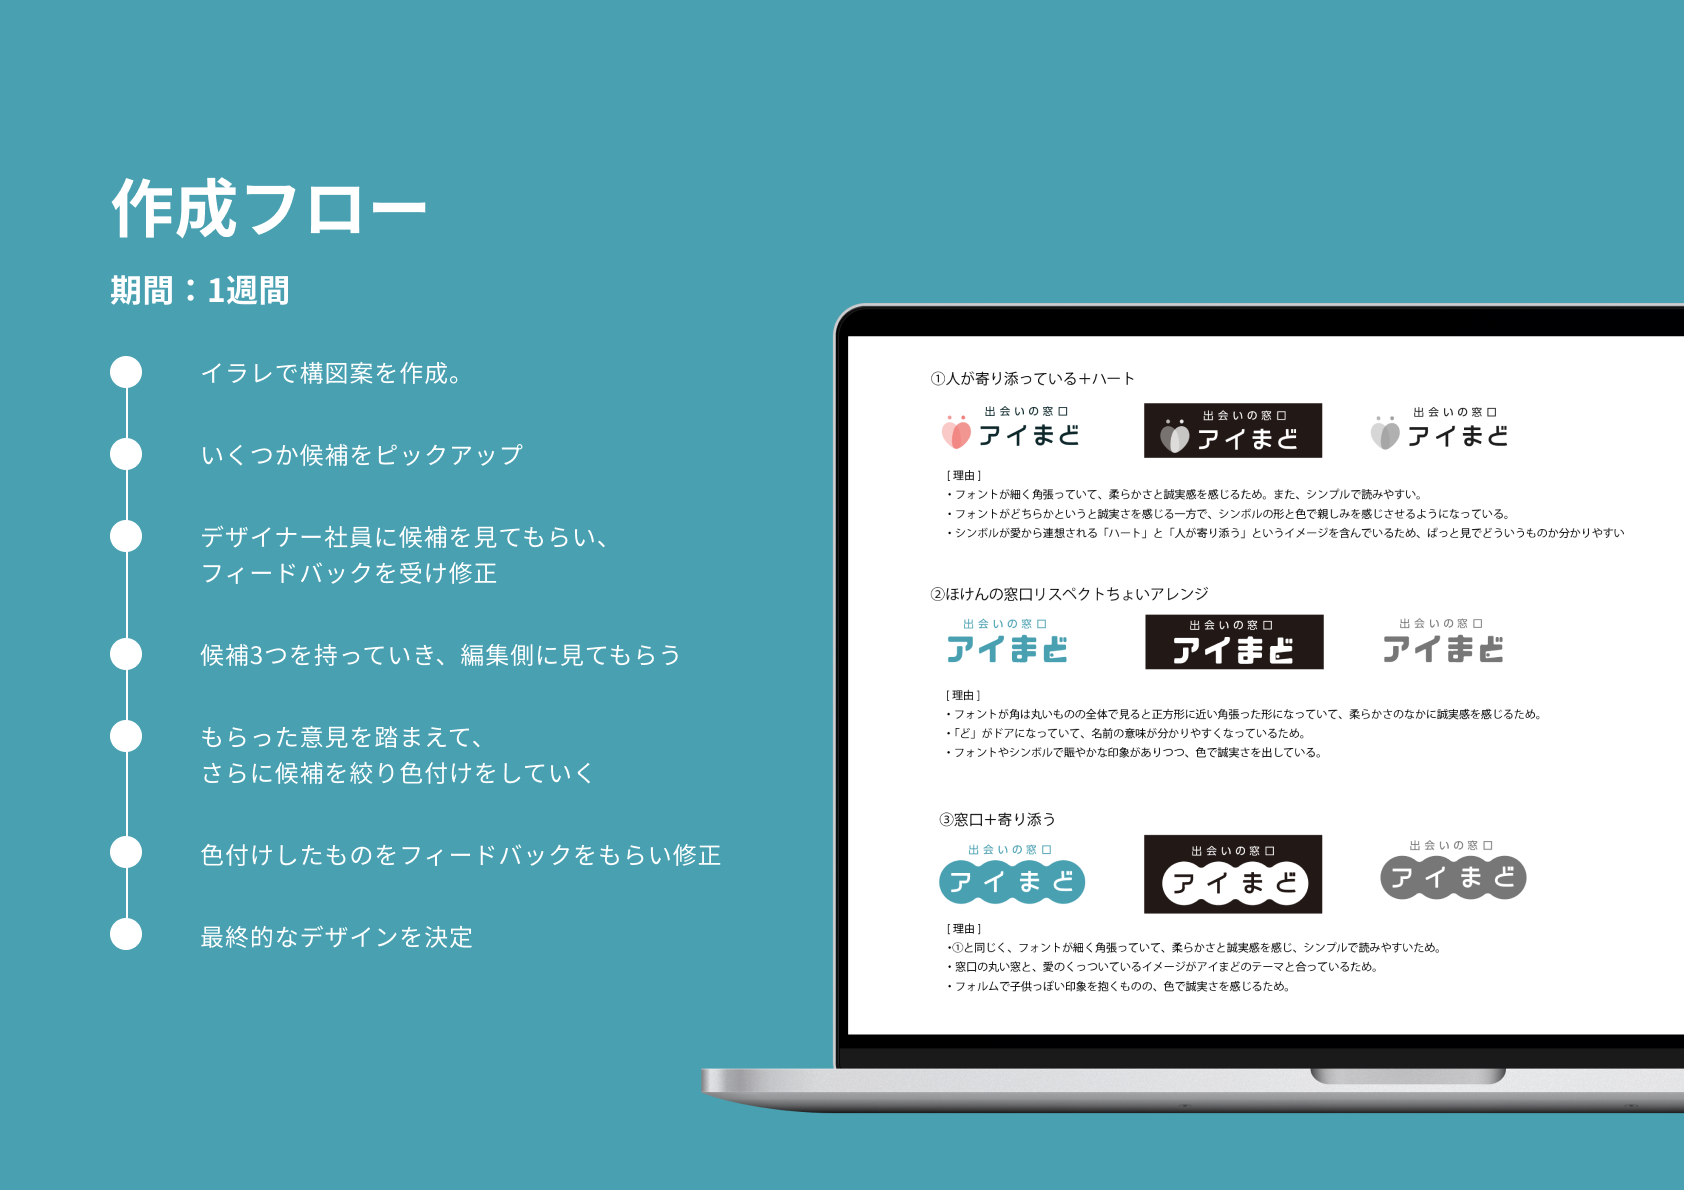 作成フロー
期間：1週間
イラレで構図案を作成。
いくつか候補をピックアップ
デザイナー社員に候補を見てもらい、
フィードバックを受け修正
候補3つを持っていき、編集側に見てもらう
もらった意見を踏まえて、
さらに候補を絞り色付けをしていく
色付けしたものをフィードバックをもらい修正
最終的なデザインを決定
①人が寄り添っている＋ハート
出会いの窓口
アイまど
出会いの窓口
アイまど
出会いの窓口
アイまど
[理由]
・フォントが細く角張っていて、柔らかさと誠実感を感じるため。また、シンプルで読みやすい。
・フォントがどちらかというと誠実さを感じる一方で、シンボルの形と色で親しみを感じさせるようになっている。
・シンボルが愛から連想される「ハート」と「人が寄り添う」というイメージを含んでいるため、ぱっと見でどういうものか分かりやすい
②ほけんの窓口リスペクトちょいアレンジ
出会いの窓口
アイまど
出会いの窓口
アイまど
出会いの窓口
アイまど
[理由]
・フォントが角は丸いものの全体で見ると正方形に近い角張った形になっていて、柔らかさのなかに誠実感を感じるため。
・「ど」がドアになっていて、名前の意味が分かりやすくなっているため。
・フォントやシンボルで賑やかな印象がありつつ、色で誠実さを出している。
③窓口＋寄り添う
出会いの窓口
アイまど
出会いの窓口
アイまど
出会いの窓口
アイまど
[理由]
・①と同じく、フォントが細く角張っていて、柔らかさと誠実感を感じ、シンプルで読みやすいため。
・窓口の丸い窓と、愛のくっついているイメージがアイまどのテーマと合っているため。
・フォルムで子供っぽい印象を抱くものの、色で誠実さを感じるため。